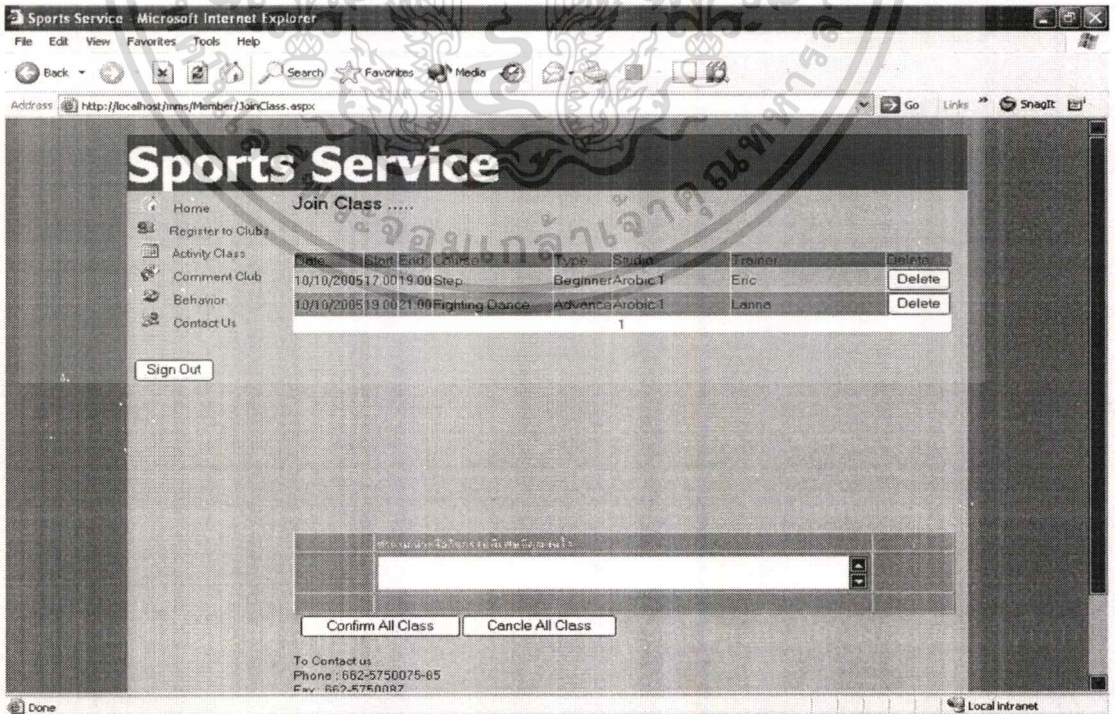 Sports Service - Microsoft Internet Explorer
File Edit View Favorites Tools Help
Back Search Favorites Media
Address http://localhost/mms/Member/JoinClass.aspx Go Links » SnagIt
Sports Service
Home
Register to Clubs
Activity Class
Comment Club
Behavior
Contact Us
Sign Out
Join Class .....
Date Start End Course Type Studio Trainer Delete
10/10/2005 17.00 19.00 Step Beginner Arobic 1 Eric Delete
10/10/2005 19.00 21.00 Fighting Dance Advance Arobic 1 Lanna Delete
1
Confirm All Class Cancle All Class
To Contact us
Phone : 662-5750075-85
Fax : 662-5750087
Done Local intranet